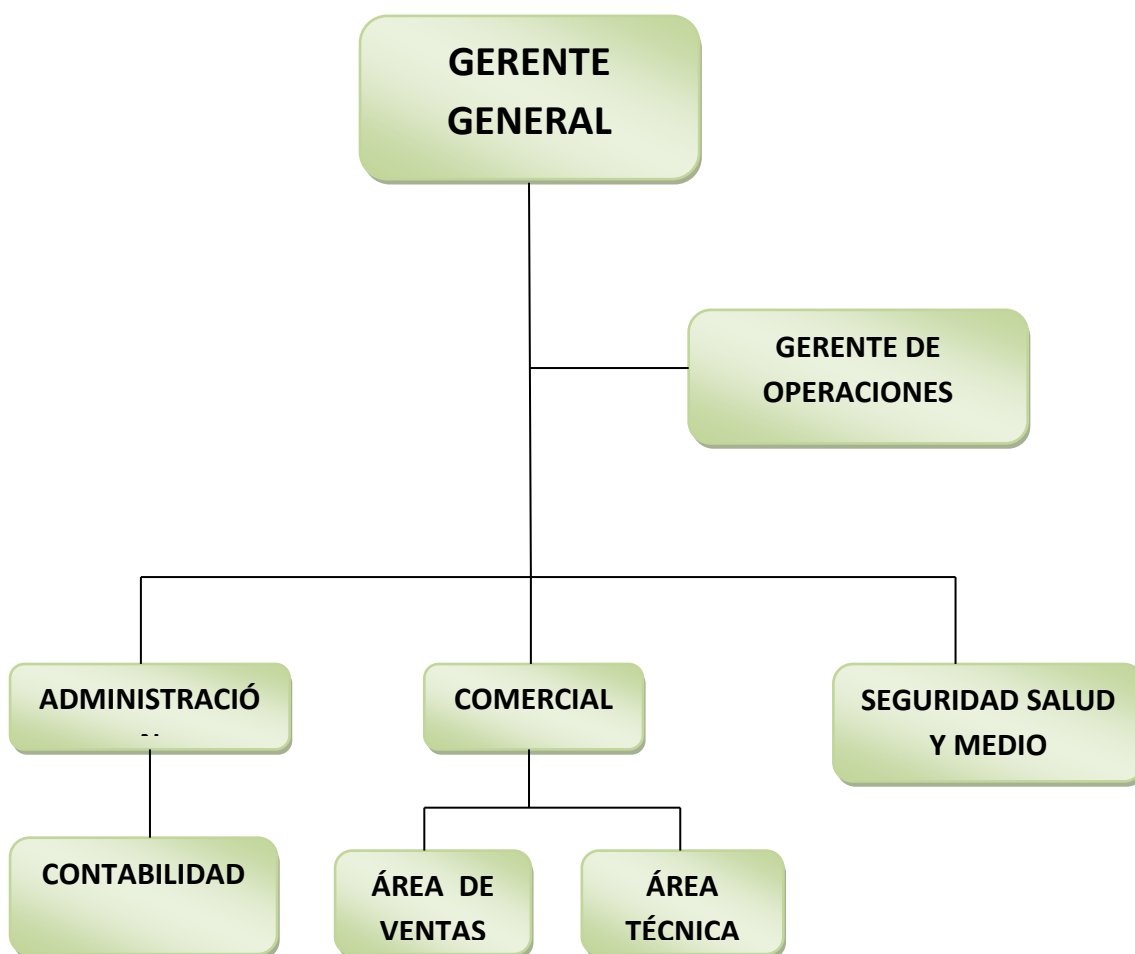 GERENTE
GENERAL
GERENTE DE
OPERACIONES
ADMINISTRACIÓ
COMERCIAL
SEGURIDAD SALUD
Y MEDIO
CONTABILIDAD
ÁREA DE
VENTAS
ÁREA
TÉCNICA